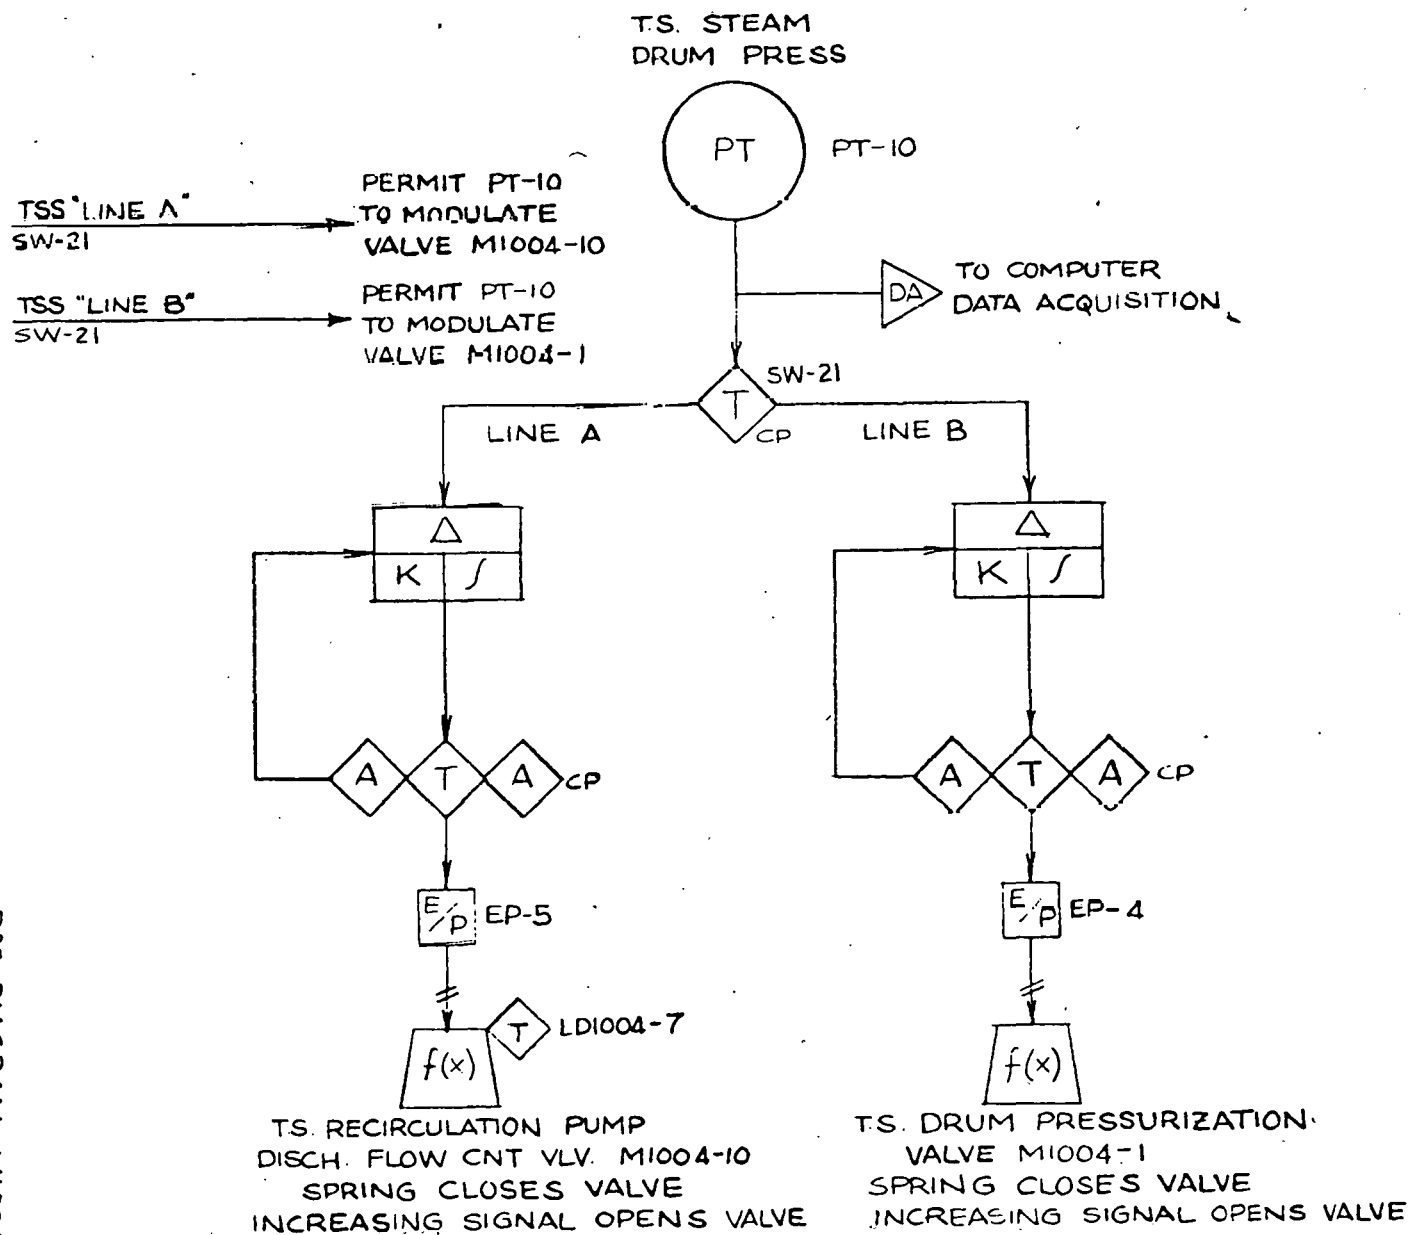 T.S. STEAM
DRUM PRESS
PT
PT-10
TSS "LINE A"
SW-21
PERMIT PT-10
TO MODULATE
VALVE M1004-10
TSS "LINE B"
SW-21
PERMIT PT-10
TO MODULATE
VALVE M1004-1
DA
TO COMPUTER
DATA ACQUISITION
SW-21
T
CP
LINE A
LINE B
Δ
K ∫
Δ
K ∫
A T A CP
A T A CP
E/P EP-5
E/P EP-4
f(x)
T LD1004-7
f(x)
T.S. RECIRCULATION PUMP
DISCH. FLOW CNT VLV. M1004-10
SPRING CLOSES VALVE
INCREASING SIGNAL OPENS VALVE
T.S. DRUM PRESSURIZATION
VALVE M1004-1
SPRING CLOSES VALVE
INCREASING SIGNAL OPENS VALVE